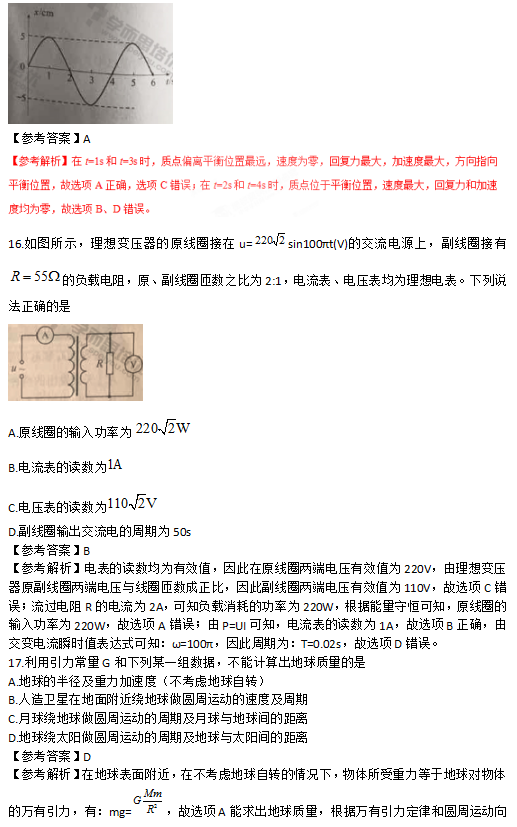 x/cm
5
0 1 2 3 4 5 6
-5
【参考答案】A
【参考解析】在 t=1s 和 t=3s 时，质点偏离平衡位置最远，速度为零，回复力最大，加速度最大，方向指向
平衡位置，故选项 A 正确，选项 C 错误；在 t=2s 和 t=4s 时，质点位于平衡位置，速度最大，回复力和加速
度均为零，故选项 B、D 错误。
16.如图所示，理想变压器的原线圈接在 u=220√2sin100πt(V)的交流电源上，副线圈接有
R=55Ω的负载电阻，原、副线圈匝数之比为 2:1，电流表、电压表均为理想电表。下列说
法正确的是
A
u~ R V
A.原线圈的输入功率为 220√2W
B.电流表的读数为1A
C.电压表的读数为110√2V
D.副线圈输出交流电的周期为 50s
【参考答案】B
【参考解析】电表的读数均为有效值，因此在原线圈两端电压有效值为 220V，由理想变压
器原副线圈两端电压与线圈匝数成正比，因此副线圈两端电压有效值为 110V，故选项 C 错
误；流过电阻 R 的电流为 2A，可知负载消耗的功率为 220W，根据能量守恒可知，原线圈的
输入功率为 220W，故选项 A 错误；由 P=UI 可知，电流表的读数为 1A，故选项 B 正确，由
交变电流瞬时值表达式可知：ω=100π，因此周期为：T=0.02s，故选项 D 错误。
17.利用引力常量 G 和下列某一组数据，不能计算出地球质量的是
A.地球的半径及重力加速度（不考虑地球自转）
B.人造卫星在地面附近绕地球做圆周运动的速度及周期
C.月球绕地球做圆周运动的周期及月球与地球间的距离
D.地球绕太阳做圆周运动的周期及地球与太阳间的距离
【参考答案】D
【参考解析】在地球表面附近，在不考虑地球自转的情况下，物体所受重力等于地球对物体
的万有引力，有：mg=G Mm/R²，故选项 A 能求出地球质量，根据万有引力定律和圆周运动向